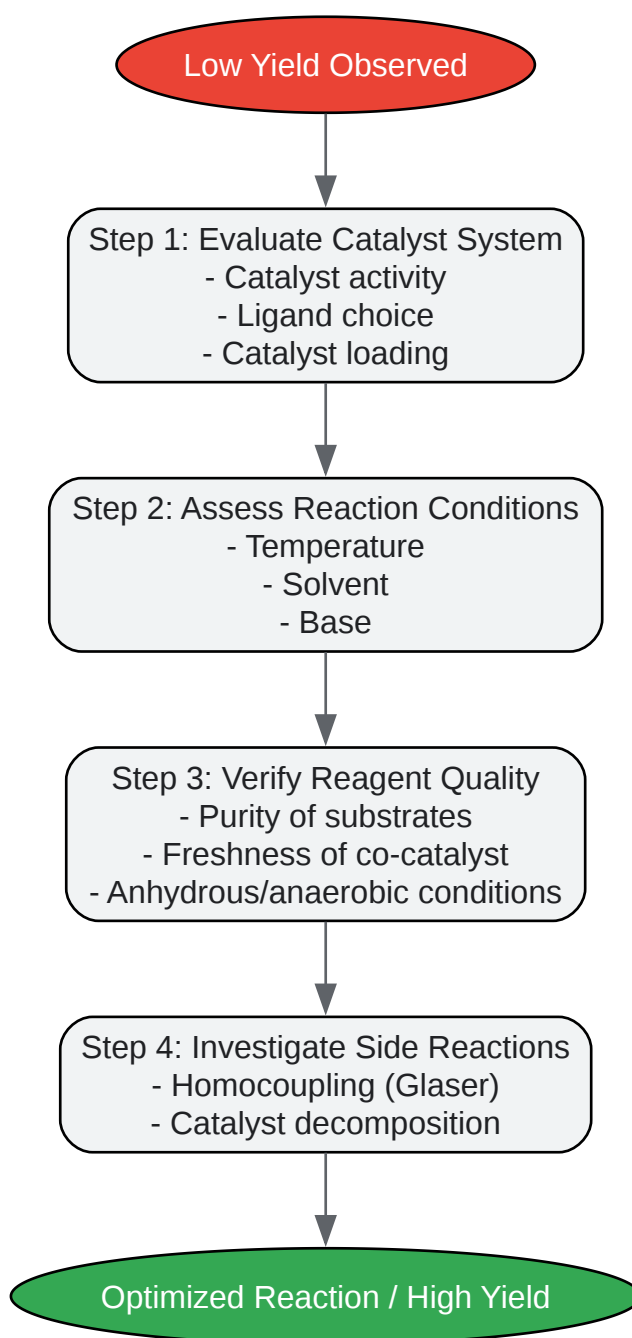 Low Yield Observed
Step 1: Evaluate Catalyst System
- Catalyst activity
- Ligand choice
- Catalyst loading
Step 2: Assess Reaction Conditions
- Temperature
- Solvent
- Base
Step 3: Verify Reagent Quality
- Purity of substrates
- Freshness of co-catalyst
- Anhydrous/anaerobic conditions
Step 4: Investigate Side Reactions
- Homocoupling (Glaser)
- Catalyst decomposition
Optimized Reaction / High Yield